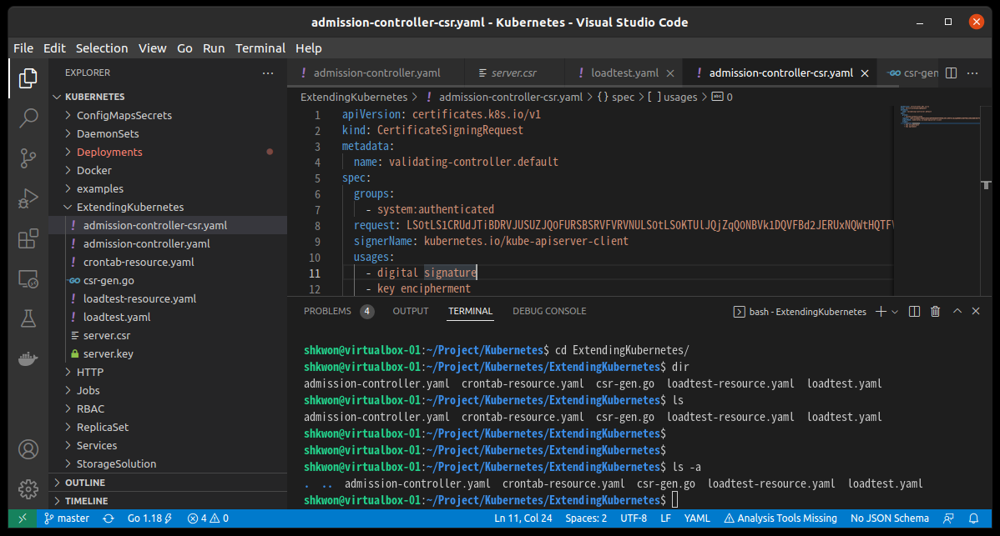 admission-controller-csr.yaml - Kubernetes - Visual Studio Code
File Edit Selection View Go Run Terminal Help
EXPLORER
KUBERNETES
ConfigMapsSecrets
DaemonSets
Deployments
Docker
examples
ExtendingKubernetes
! admission-controller-csr.yaml
! admission-controller.yaml
! crontab-resource.yaml
GO csr-gen.go
! loadtest-resource.yaml
! loadtest.yaml
server.csr
server.key
HTTP
Jobs
RBAC
ReplicaSet
Services
StorageSolution
OUTLINE
TIMELINE
! admission-controller.yaml server.csr ! loadtest.yaml ! admission-controller-csr.yaml GO csr-gen
ExtendingKubernetes > ! admission-controller-csr.yaml > {} spec > [ ] usages > abc 0
1 apiVersion: certificates.k8s.io/v1
2 kind: CertificateSigningRequest
3 metadata:
4 name: validating-controller.default
5 spec:
6 groups:
7 - system:authenticated
8 request:
9 signerName: kubernetes.io/kube-apiserver-client
10 usages:
11 - digital signature
12 - key encipherment
PROBLEMS 4 OUTPUT TERMINAL DEBUG CONSOLE bash - ExtendingKubernetes
shkwon@virtualbox-01:~/Project/Kubernetes$ cd ExtendingKubernetes/
shkwon@virtualbox-01:~/Project/Kubernetes/ExtendingKubernetes$ dir
admission-controller.yaml crontab-resource.yaml csr-gen.go loadtest-resource.yaml loadtest.yaml
shkwon@virtualbox-01:~/Project/Kubernetes/ExtendingKubernetes$ ls
admission-controller.yaml crontab-resource.yaml csr-gen.go loadtest-resource.yaml loadtest.yaml
shkwon@virtualbox-01:~/Project/Kubernetes/ExtendingKubernetes$
shkwon@virtualbox-01:~/Project/Kubernetes/ExtendingKubernetes$
shkwon@virtualbox-01:~/Project/Kubernetes/ExtendingKubernetes$ ls -a
. .. admission-controller.yaml crontab-resource.yaml csr-gen.go loadtest-resource.yaml loadtest.yaml
shkwon@virtualbox-01:~/Project/Kubernetes/ExtendingKubernetes$
master Go 1.18 4 0 Ln 11, Col 24 Spaces: 2 UTF-8 LF YAML Analysis Tools Missing No JSON Schema